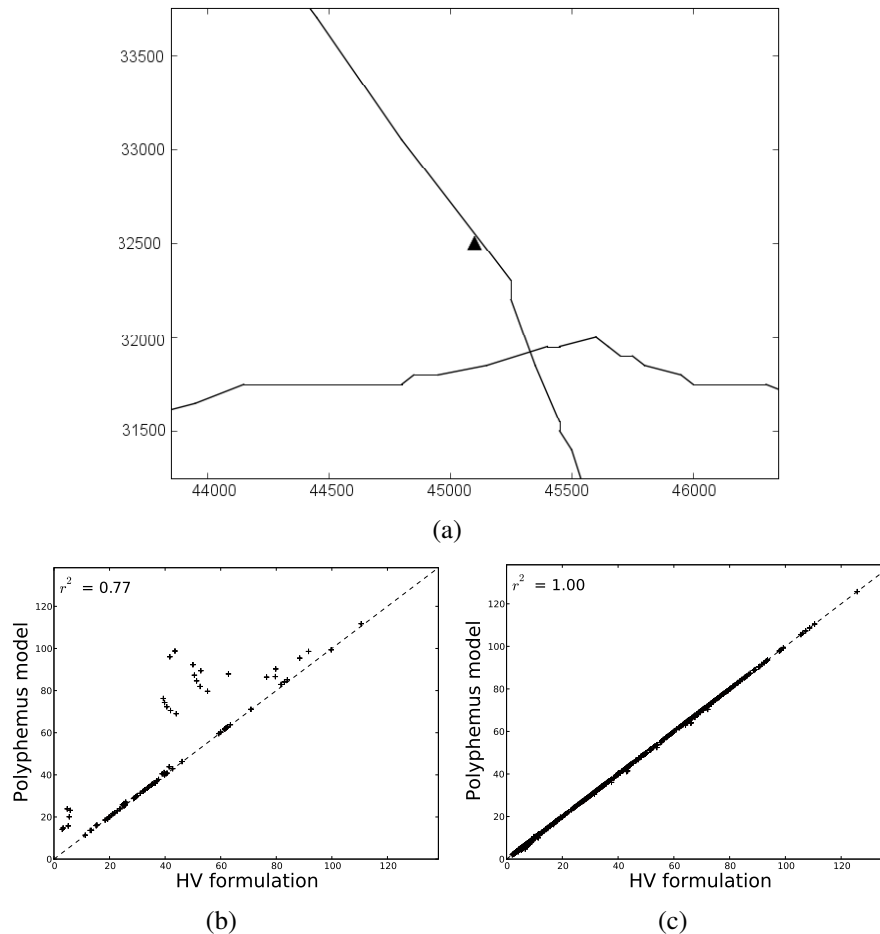 33500
33000
32500
32000
31500
44000 44500 45000 45500 46000
(a)
r² = 0.77
Polyphemus model
120
100
80
60
40
20
0
0 20 40 60 80 100 120
HV formulation
(b)
r² = 1.00
Polyphemus model
120
100
80
60
40
20
0
0 20 40 60 80 100 120
HV formulation
(c)